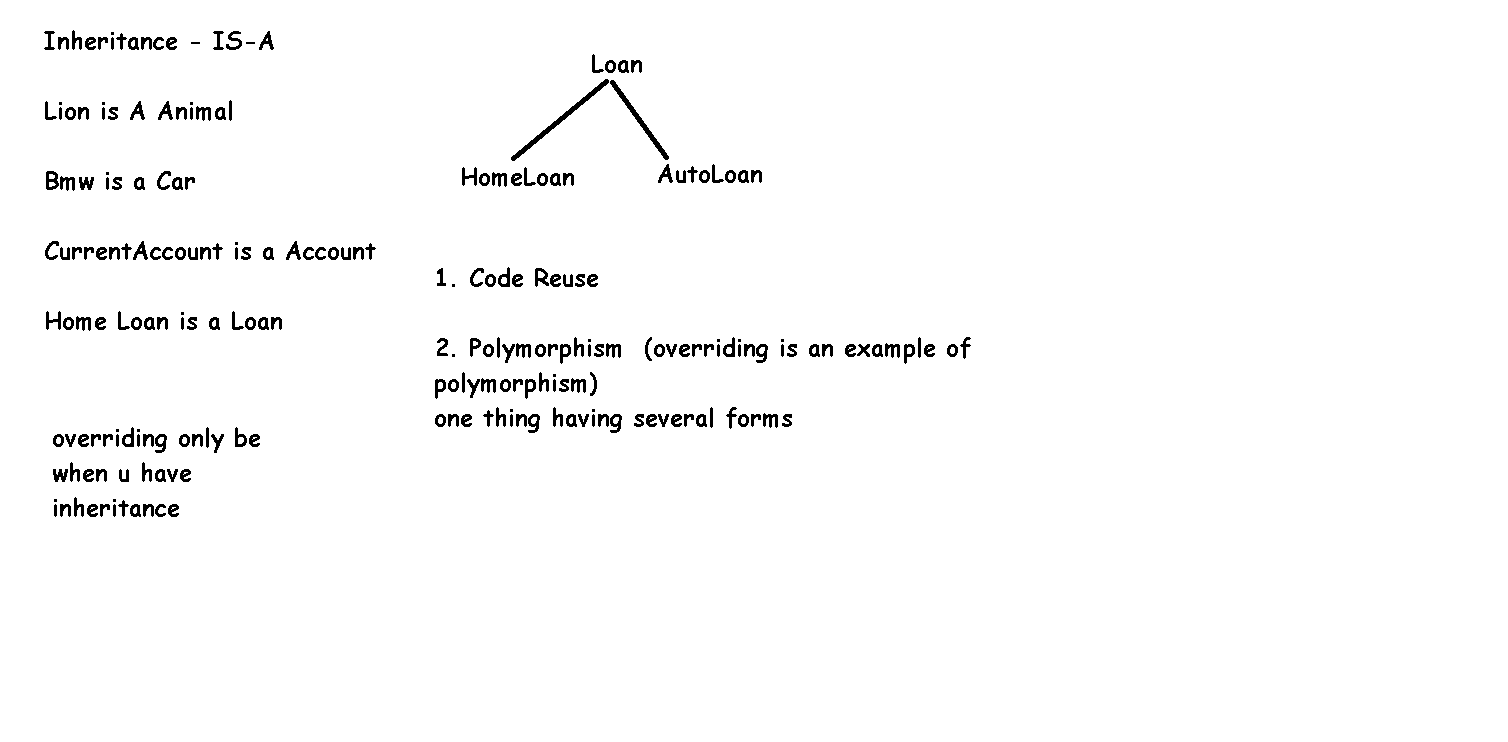 Inheritance - IS-A
Lion is A Animal
Bmw is a Car
CurrentAccount is a Account
Home Loan is a Loan
overriding only be
when u have
inheritance
Loan
HomeLoan
AutoLoan
1. Code Reuse
2. Polymorphism (overriding is an example of
polymorphism)
one thing having several forms